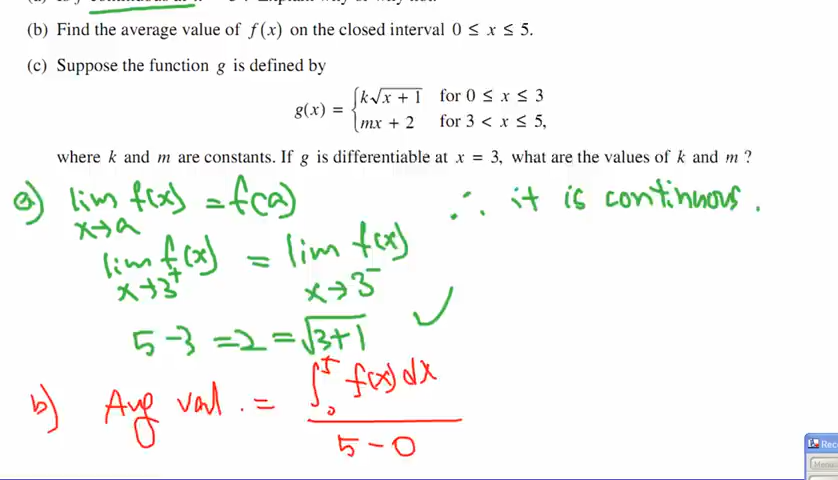 (b) Find the average value of f(x) on the closed interval 0 ≤ x ≤ 5.
(c) Suppose the function g is defined by
g(x) = { k√(x + 1) for 0 ≤ x ≤ 3
mx + 2 for 3 < x ≤ 5,
where k and m are constants. If g is differentiable at x = 3, what are the values of k and m ?
a) lim x→a f(x) = f(a) ∴ it is continuous.
lim x→3⁺ f(x) = lim x→3⁻ f(x)
5 - 3 = 2 = √(3+1) ✓
b) Avg val. = ∫₀⁵ f(x) dx
5 - 0
Rec
Menu